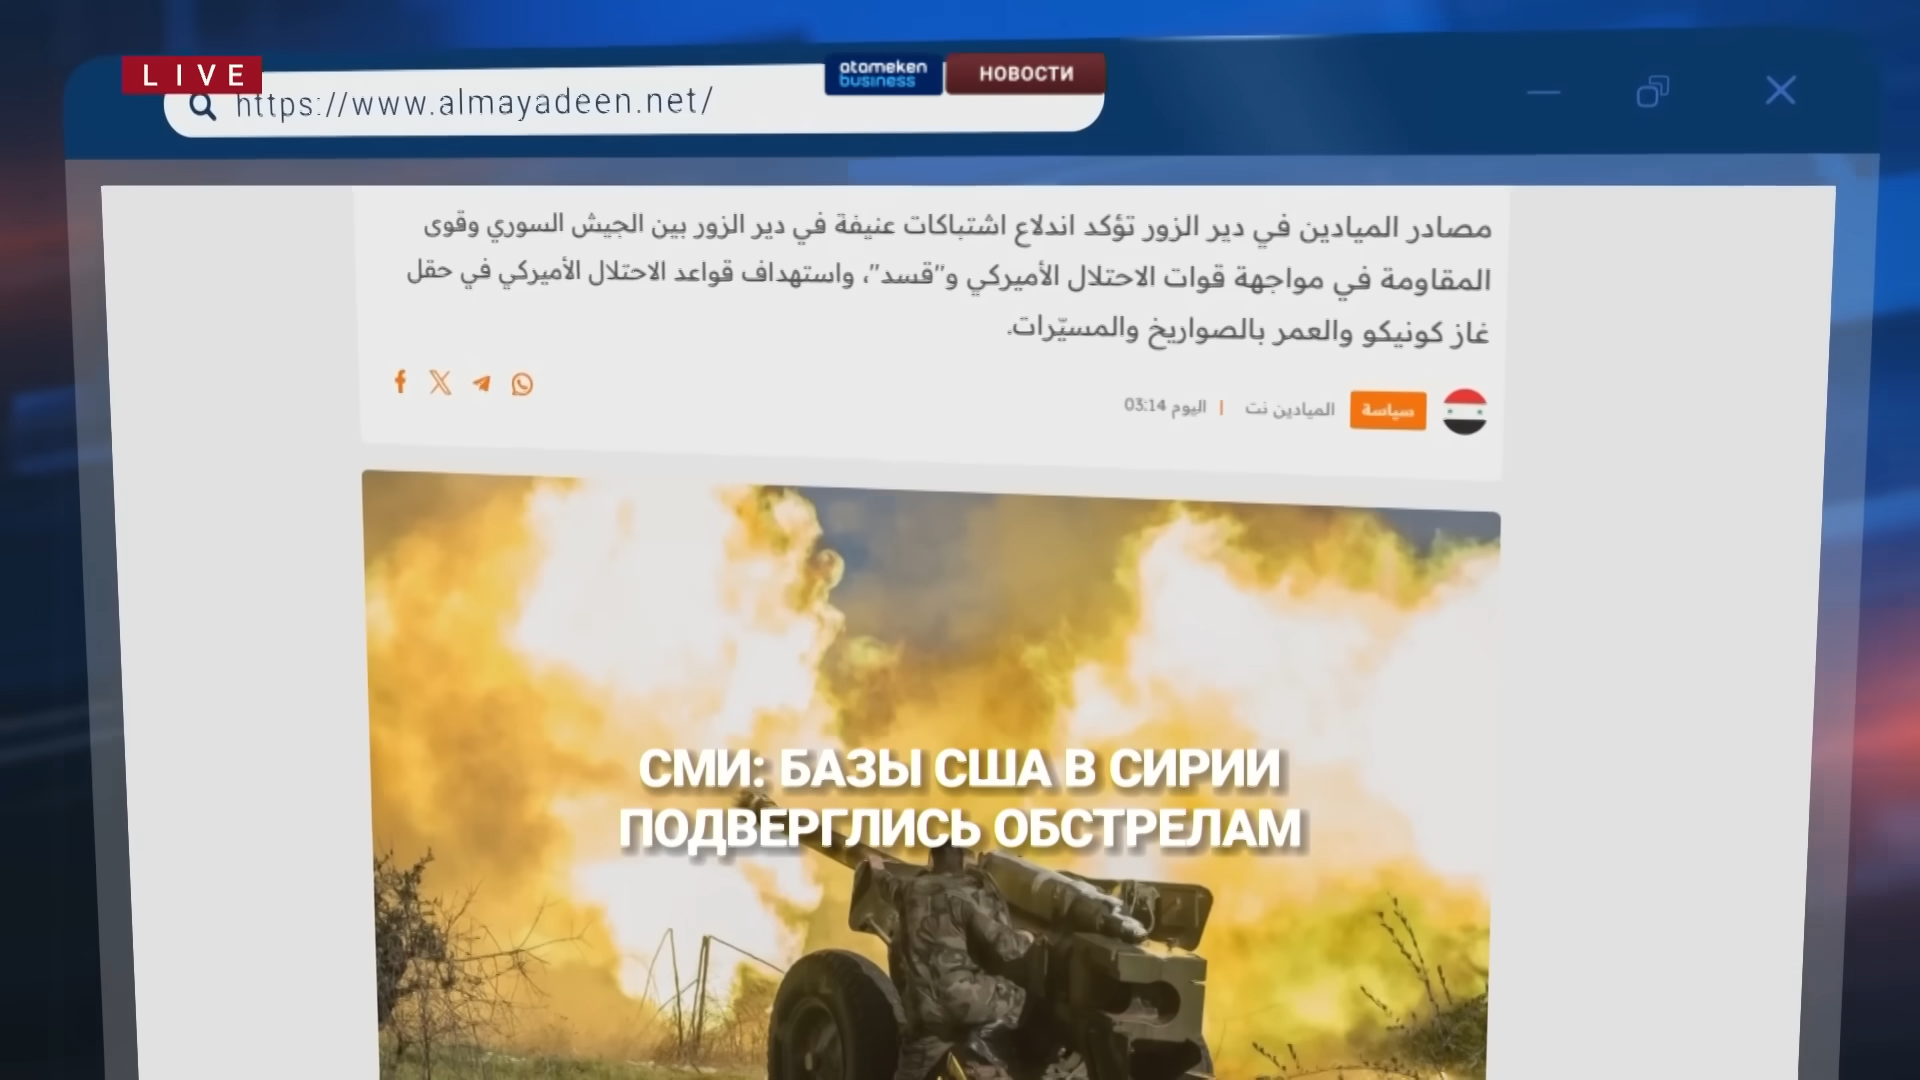 LIVE
https://www.almayadeen.net/
atameken
business
НОВОСТИ
مصادر الميادين في دير الزور تؤكد اندلاع اشتباكات عنيفة في دير الزور بين الجيش السوري وقوى
المقاومة في مواجهة قوات الاحتلال الأميركي و"قسد"، واستهداف قواعد الاحتلال الأميركي في حقل
غاز كونيكو والعمر بالصواريخ والمسيّرات.
سياسة
الميادين نت | اليوم 03:14
СМИ: БАЗЫ США В СИРИИ
ПОДВЕРГЛИСЬ ОБСТРЕЛАМ